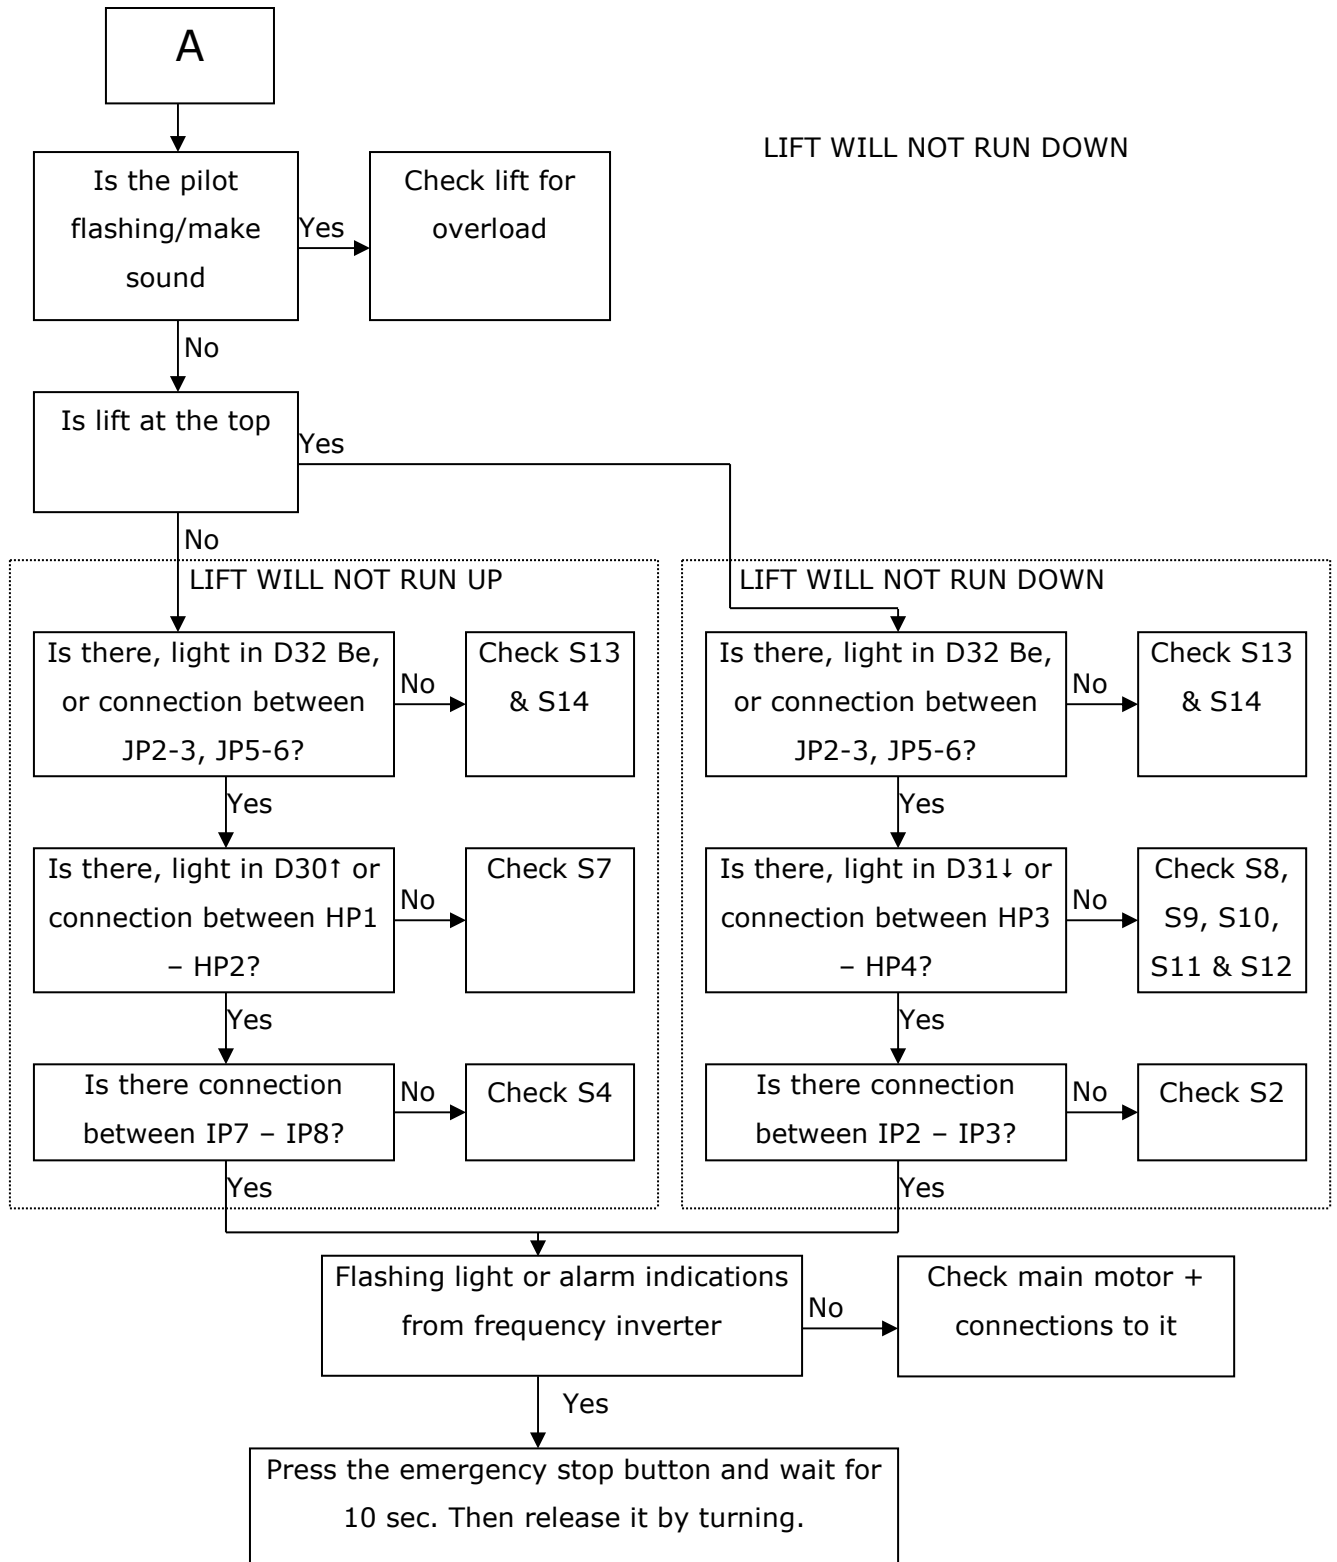 A
LIFT WILL NOT RUN DOWN
Is the pilot
flashing/make
sound
Yes
Check lift for
overload
No
Is lift at the top
Yes
No
LIFT WILL NOT RUN UP
Is there, light in D32 Be,
or connection between
JP2-3, JP5-6?
No
Check S13
& S14
Yes
Is there, light in D30↑ or
connection between HP1
– HP2?
No
Check S7
Yes
Is there connection
between IP7 – IP8?
No
Check S4
Yes
LIFT WILL NOT RUN DOWN
Is there, light in D32 Be,
or connection between
JP2-3, JP5-6?
No
Check S13
& S14
Yes
Is there, light in D31↓ or
connection between HP3
– HP4?
No
Check S8,
S9, S10,
S11 & S12
Yes
Is there connection
between IP2 – IP3?
No
Check S2
Yes
Flashing light or alarm indications
from frequency inverter
No
Check main motor +
connections to it
Yes
Press the emergency stop button and wait for
10 sec. Then release it by turning.